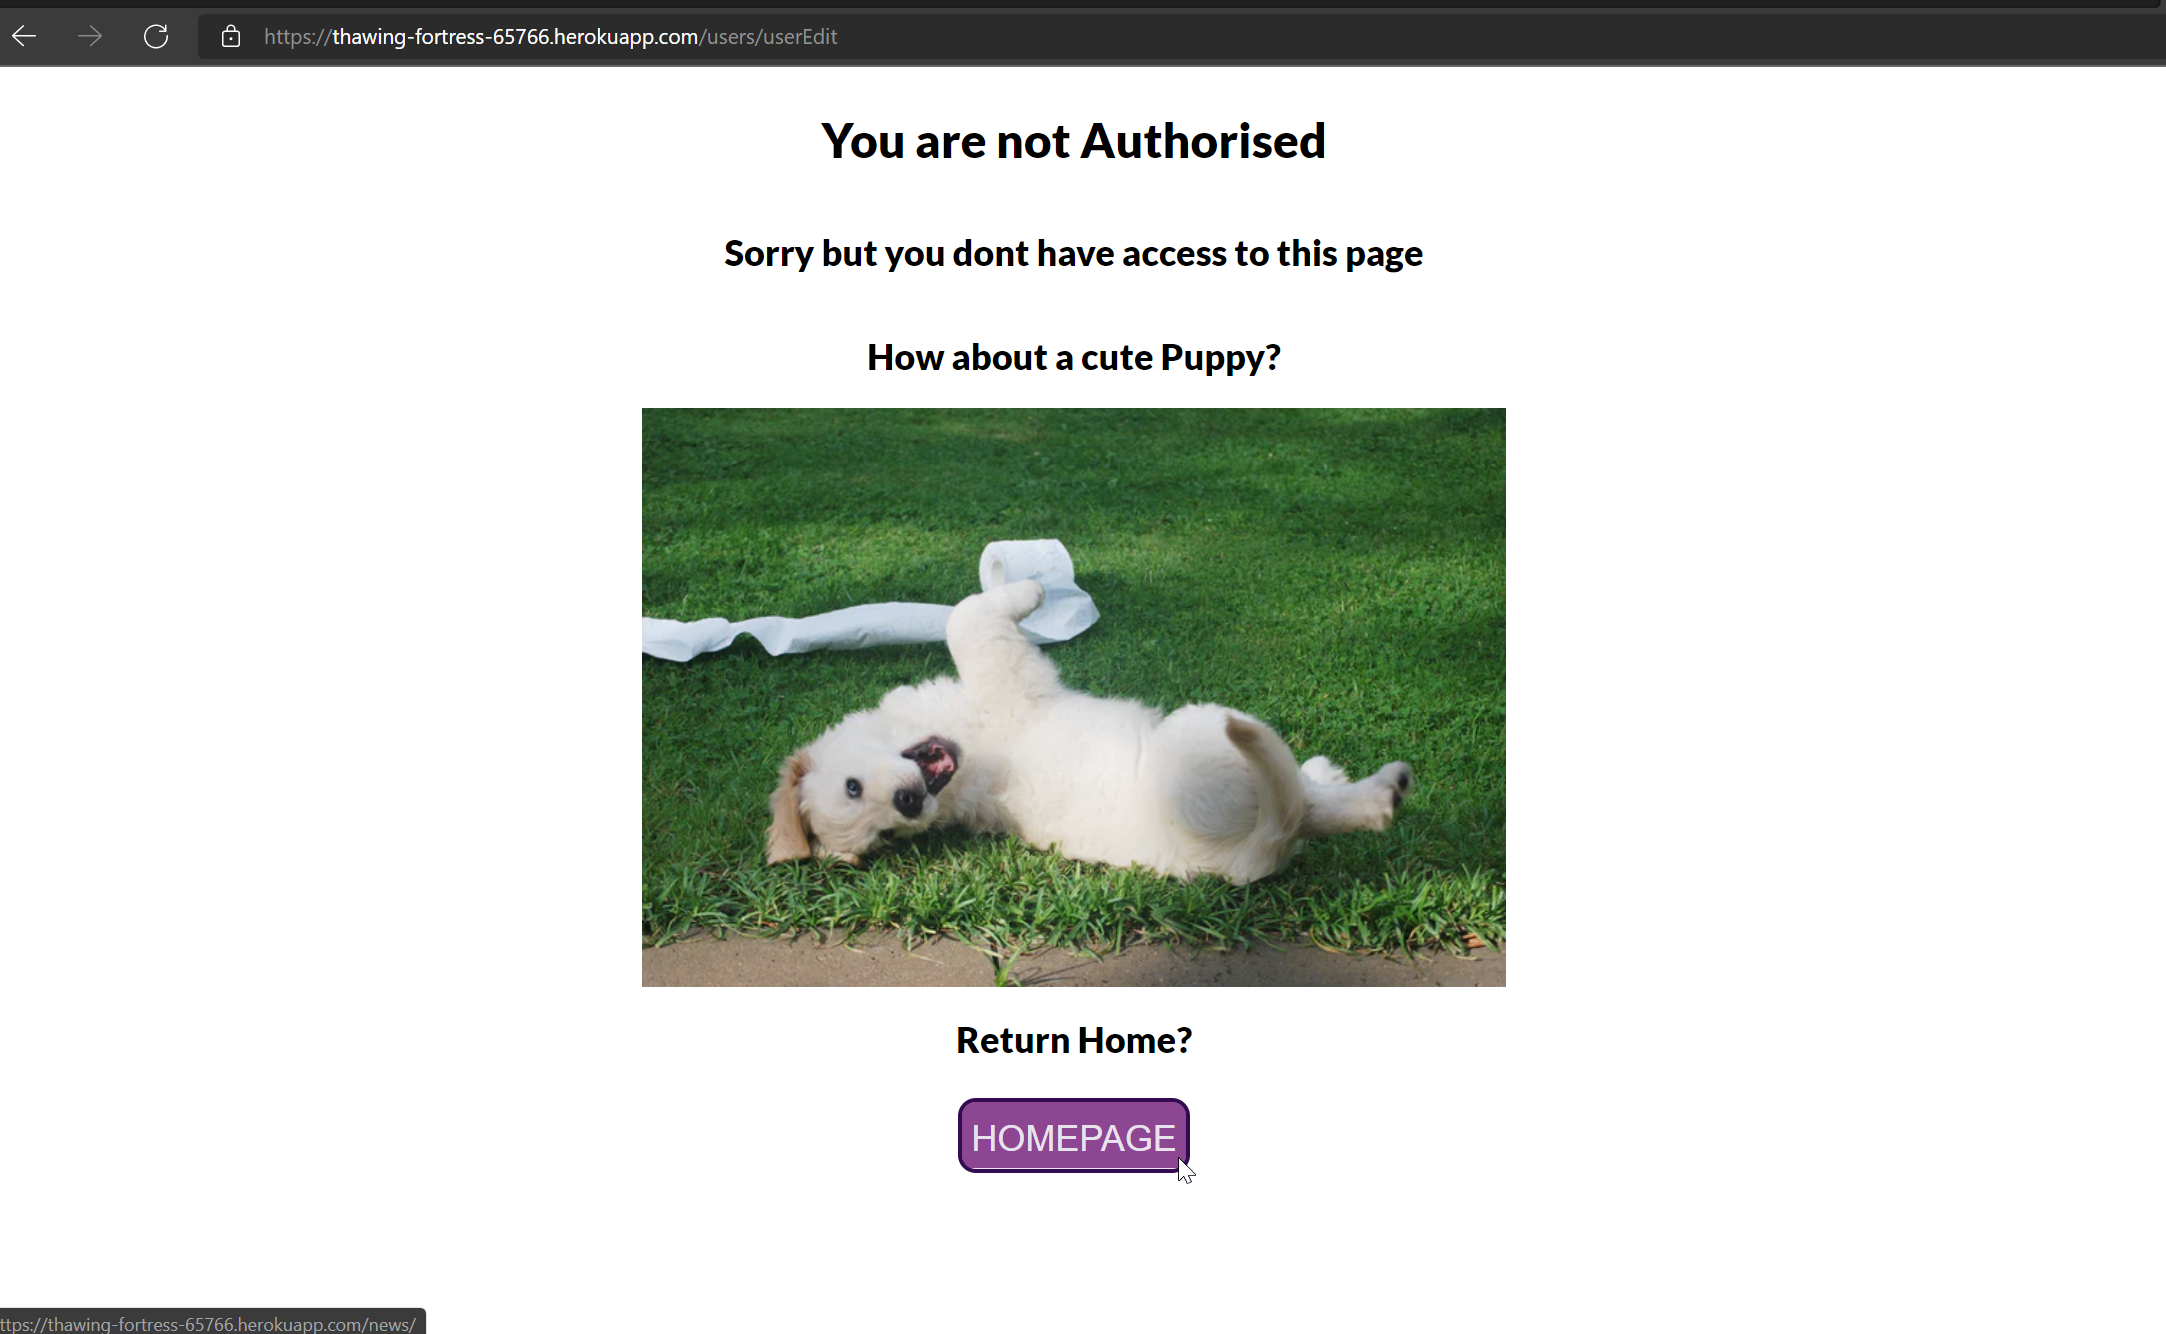 https://thawing-fortress-65766.herokuapp.com/users/userEdit
You are not Authorised
Sorry but you dont have access to this page
How about a cute Puppy?
Return Home?
HOMEPAGE
ttps://thawing-fortress-65766.herokuapp.com/news/